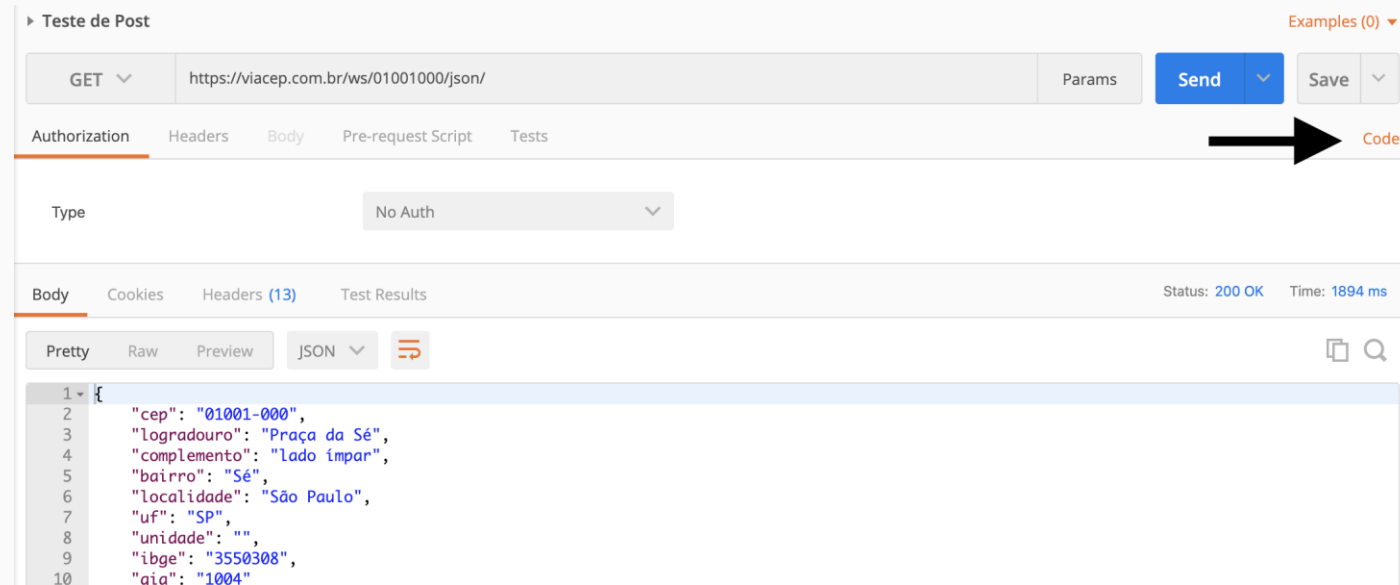 Teste de Post Examples (0)
GET https://viacep.com.br/ws/01001000/json/ Params Send Save
Authorization Headers Body Pre-request Script Tests Code
Type No Auth
Body Cookies Headers (13) Test Results Status: 200 OK Time: 1894 ms
Pretty Raw Preview JSON
1 {
2 "cep": "01001-000",
3 "logradouro": "Praça da Sé",
4 "complemento": "lado ímpar",
5 "bairro": "Sé",
6 "localidade": "São Paulo",
7 "uf": "SP",
8 "unidade": "",
9 "ibge": "3550308",
10 "gia": "1004"